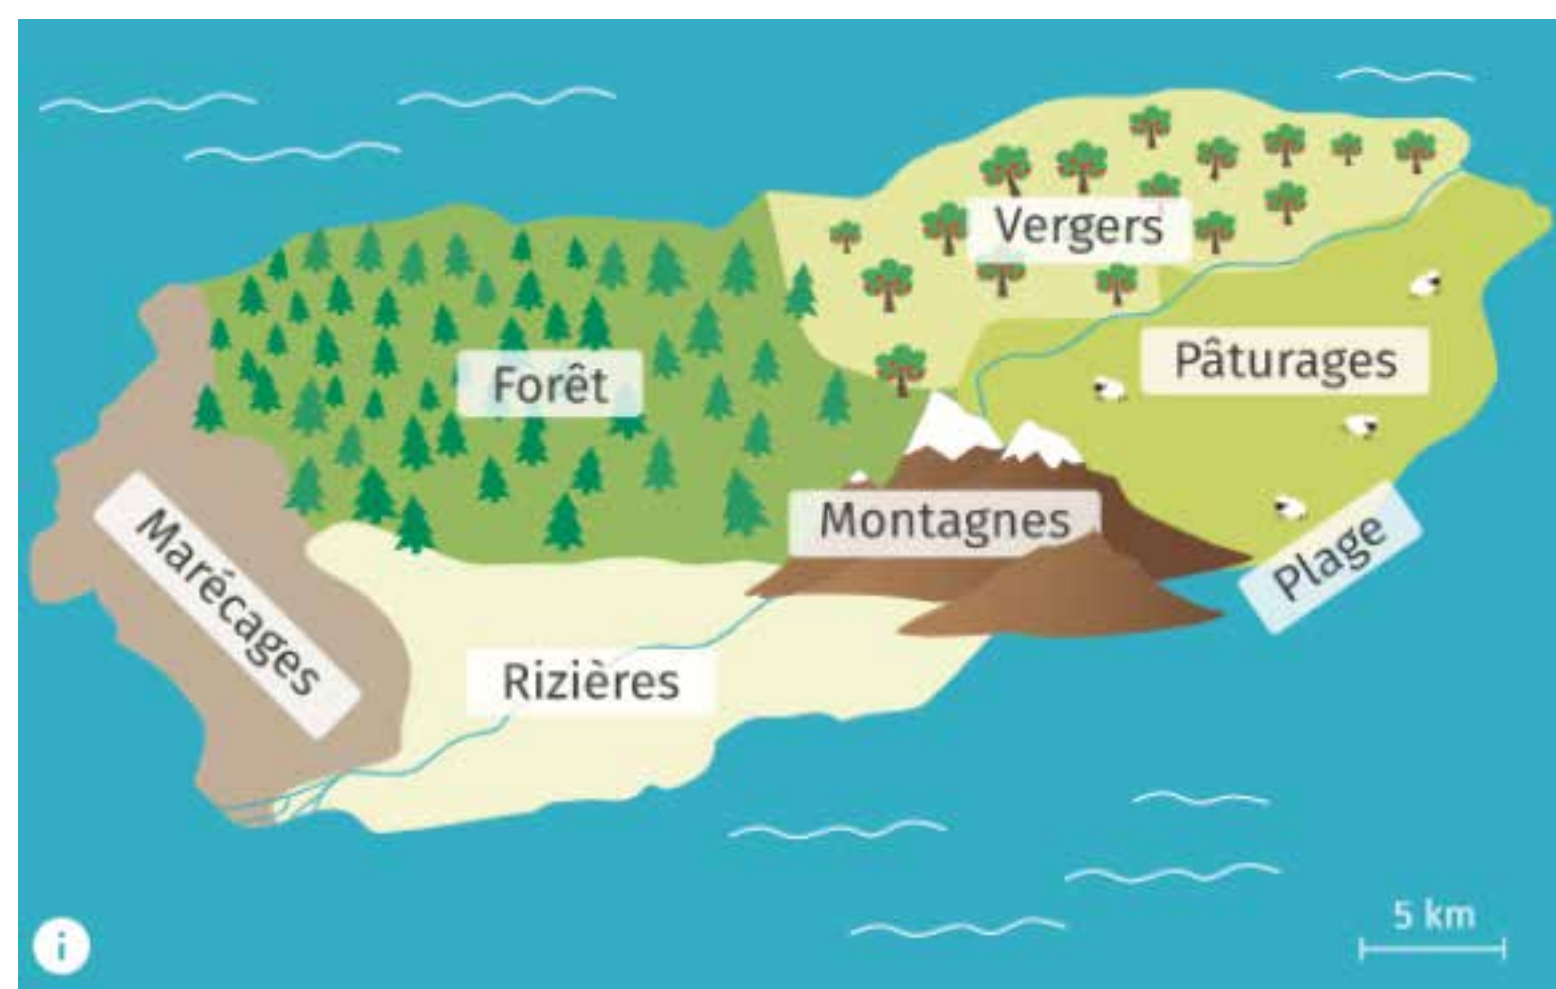 Vergers
Pâturages
Forêt
Montagnes
Plage
Marécages
Rizières
5 km
i